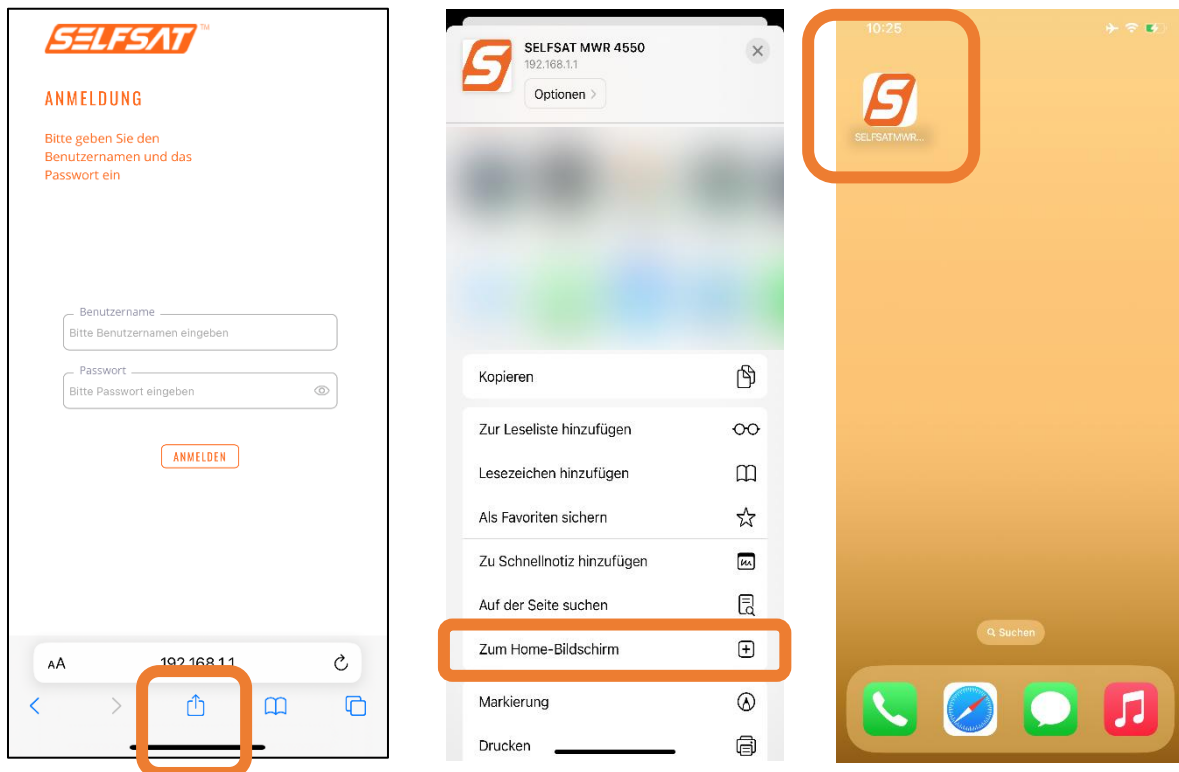 SELFSAT™
ANMELDUNG
Bitte geben Sie den
Benutzernamen und das
Passwort ein
Benutzername
Bitte Benutzernamen eingeben
Passwort
Bitte Passwort eingeben
ANMELDEN
AA 192.168.1.1
SELFSAT MWR 4550
192.168.1.1
Optionen >
Kopieren
Zur Leseliste hinzufügen
Lesezeichen hinzufügen
Als Favoriten sichern
Zu Schnellnotiz hinzufügen
Auf der Seite suchen
Zum Home-Bildschirm
Markierung
Drucken
10:25
S
SELFSATMWR...
Suchen